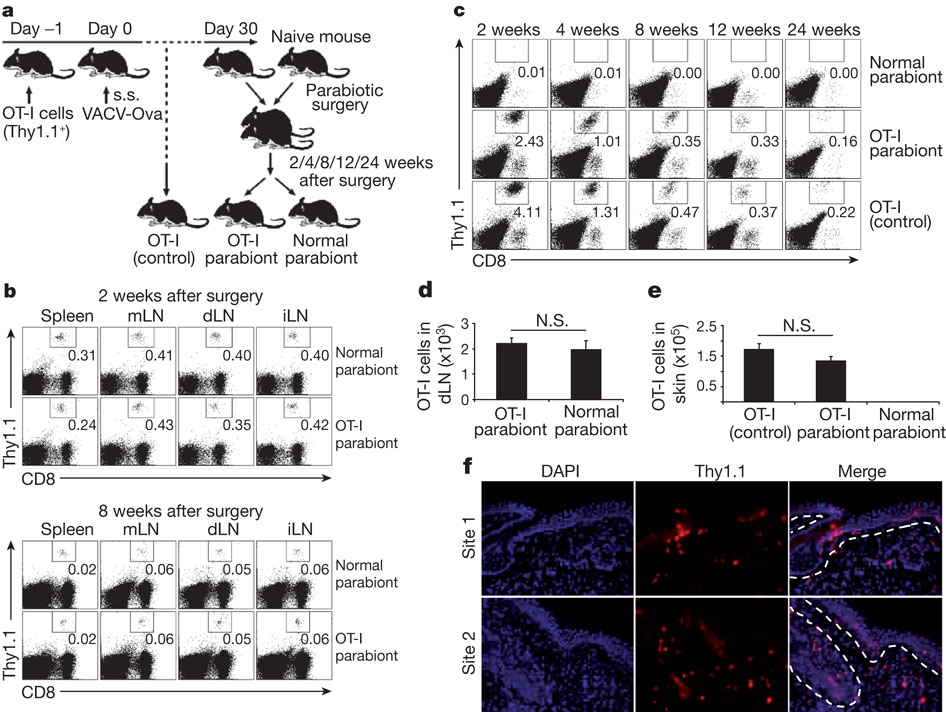 a
Day −1 Day 0 Day 30 Naive mouse
OT-I cells
(Thy1.1⁺)
s.s.
VACV-Ova
Parabiotic
surgery
2/4/8/12/24 weeks
after surgery
OT-I
(control)
OT-I
parabiont
Normal
parabiont
b
2 weeks after surgery
Spleen mLN dLN iLN
0.31 0.41 0.40 0.40
Normal
parabiont
0.24 0.43 0.35 0.42
OT-I
parabiont
Thy1.1
CD8
8 weeks after surgery
Spleen mLN dLN iLN
0.02 0.06 0.05 0.06
Normal
parabiont
0.02 0.06 0.05 0.06
OT-I
parabiont
Thy1.1
CD8
c
2 weeks 4 weeks 8 weeks 12 weeks 24 weeks
0.01 0.01 0.00 0.00 0.00
Normal
parabiont
2.43 1.01 0.35 0.33 0.16
OT-I
parabiont
4.11 1.31 0.47 0.37 0.22
OT-I
(control)
Thy1.1
CD8
d
OT-I cells in
dLN (x10³)
3
2
1
0
N.S.
OT-I
parabiont
Normal
parabiont
e
OT-I cells in
skin (x10⁵)
2.5
1.5
.5
N.S.
OT-I
(control)
OT-I
parabiont
Normal
parabiont
f
DAPI Thy1.1 Merge
Site 1
Site 2